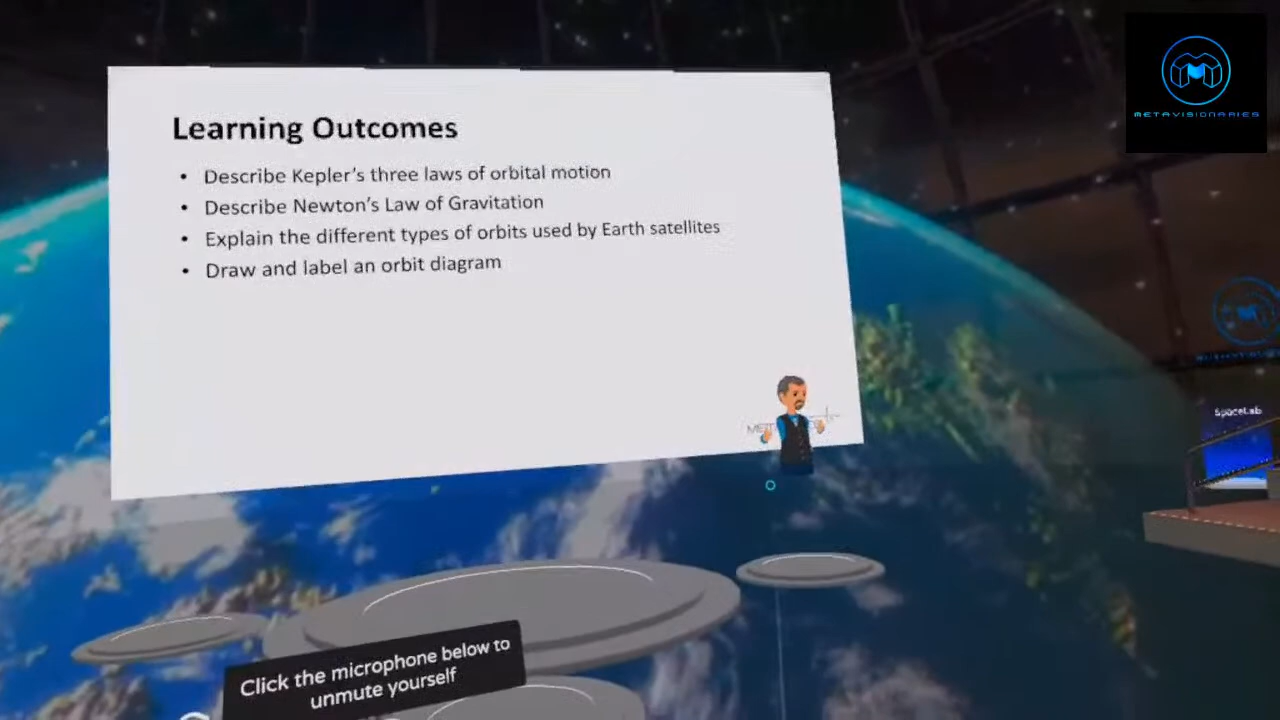 METAVISIONARIES
Learning Outcomes
• Describe Kepler's three laws of orbital motion
• Describe Newton's Law of Gravitation
• Explain the different types of orbits used by Earth satellites
• Draw and label an orbit diagram
SpaceLab
Click the microphone below to
unmute yourself